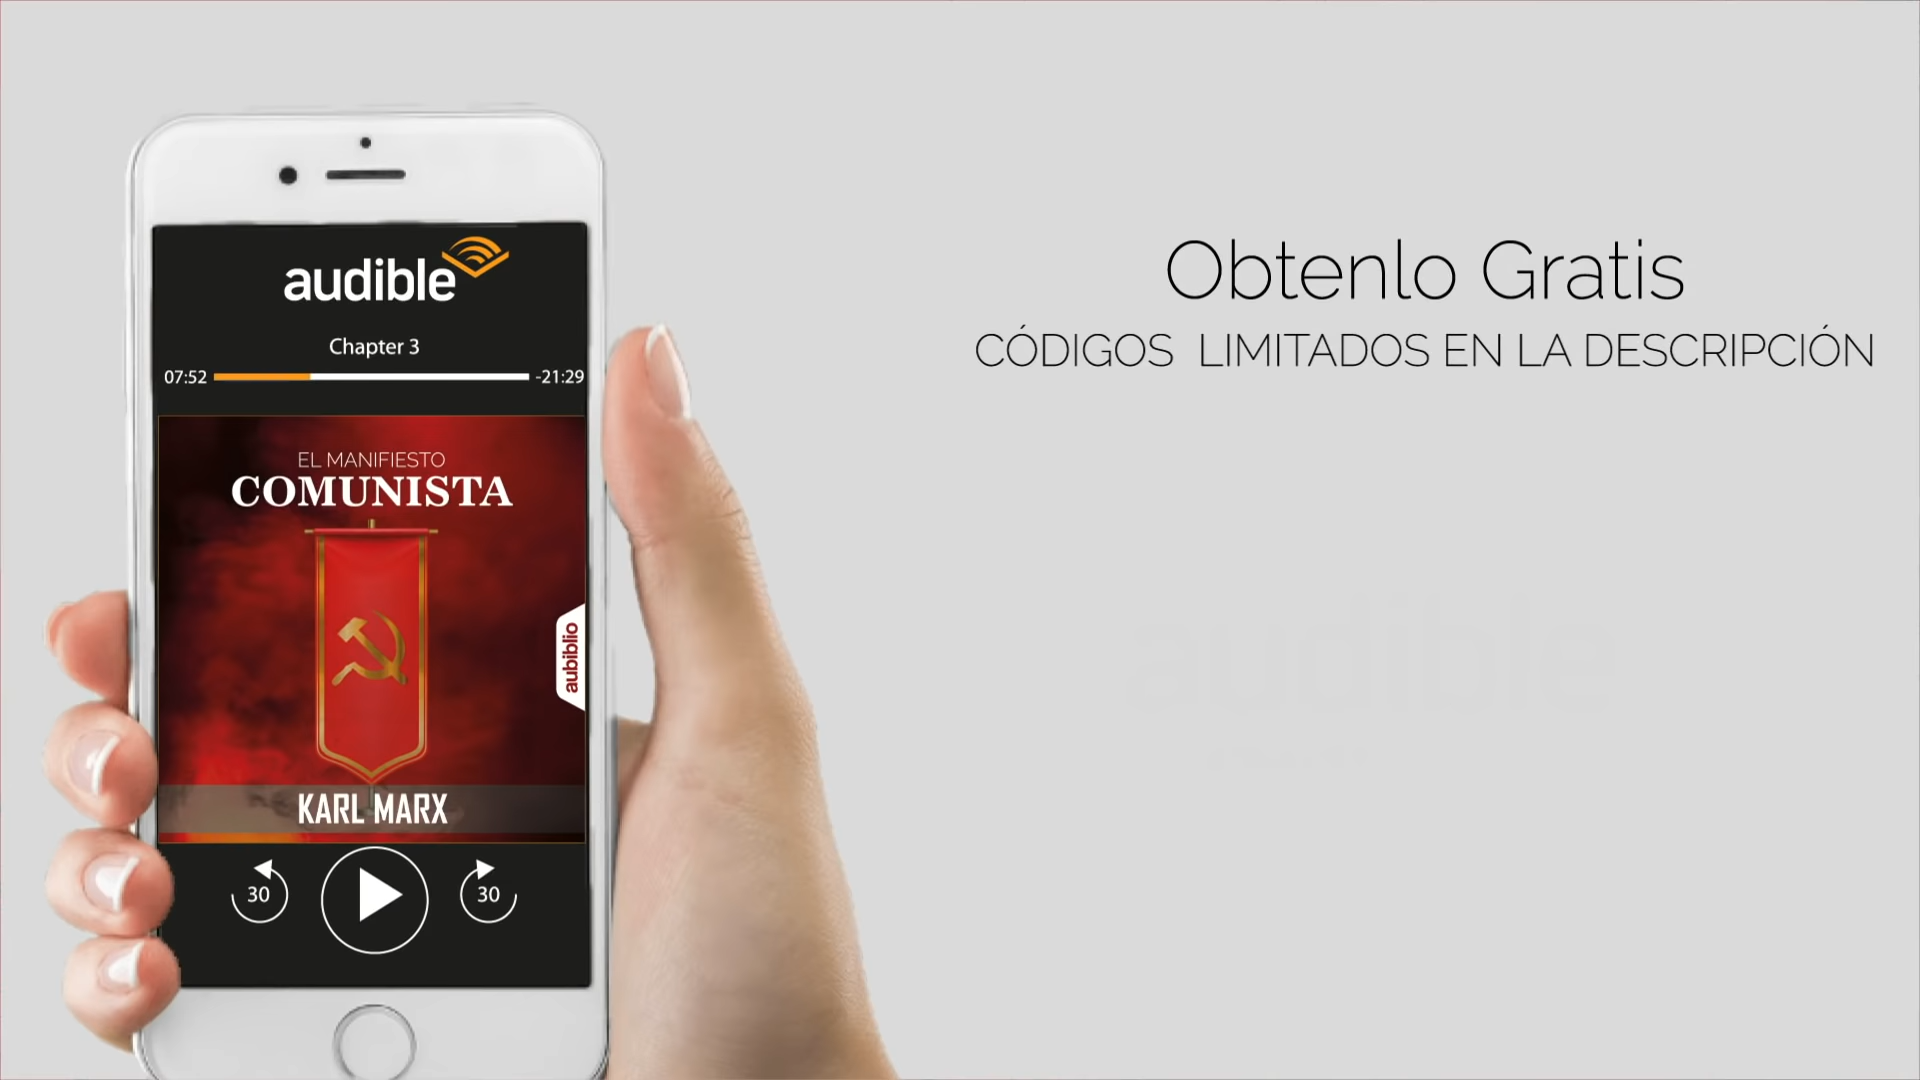 audible
Chapter 3
07:52
-21:29
EL MANIFIESTO
COMUNISTA
aubiblio
KARL MARX
30
30
Obtenlo Gratis
CÓDIGOS LIMITADOS EN LA DESCRIPCIÓN
audible